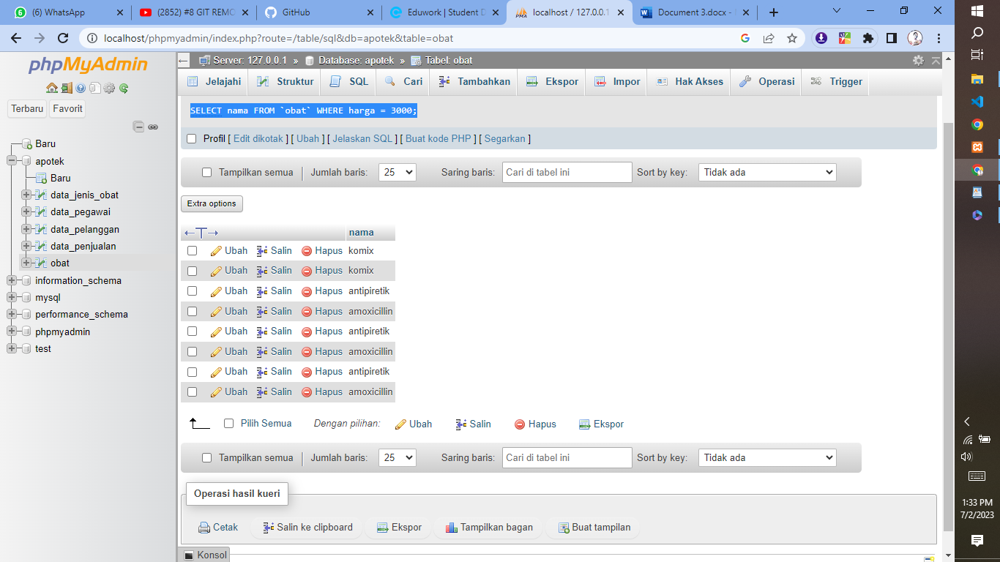 (6) WhatsApp
(2852) #8 GIT REMO
GitHub
Eduwork | Student D
localhost / 127.0.0.1
Document 3.docx -
localhost/phpmyadmin/index.php?route=/table/sql&db=apotek&table=obat
phpMyAdmin
Terbaru Favorit
Baru
apotek
Baru
data_jenis_obat
data_pegawai
data_pelanggan
data_penjualan
obat
information_schema
mysql
performance_schema
phpmyadmin
test
Server: 127.0.0.1 » Database: apotek » Tabel: obat
Jelajahi Struktur SQL Cari Tambahkan Ekspor Impor Hak Akses Operasi Trigger
SELECT nama FROM `obat` WHERE harga = 3000;
Profil [ Edit dikotak ] [ Ubah ] [ Jelaskan SQL ] [ Buat kode PHP ] [ Segarkan ]
Tampilkan semua | Jumlah baris: 25 Saring baris: Cari di tabel ini Sort by key: Tidak ada
Extra options
←T→ nama
Ubah Salin Hapus komix
Ubah Salin Hapus komix
Ubah Salin Hapus antipiretik
Ubah Salin Hapus amoxicillin
Ubah Salin Hapus antipiretik
Ubah Salin Hapus amoxicillin
Ubah Salin Hapus antipiretik
Ubah Salin Hapus amoxicillin
Pilih Semua Dengan pilihan: Ubah Salin Hapus Ekspor
Tampilkan semua | Jumlah baris: 25 Saring baris: Cari di tabel ini Sort by key: Tidak ada
Operasi hasil kueri
Cetak Salin ke clipboard Ekspor Tampilkan bagan Buat tampilan
Konsol
1:33 PM
7/2/2023